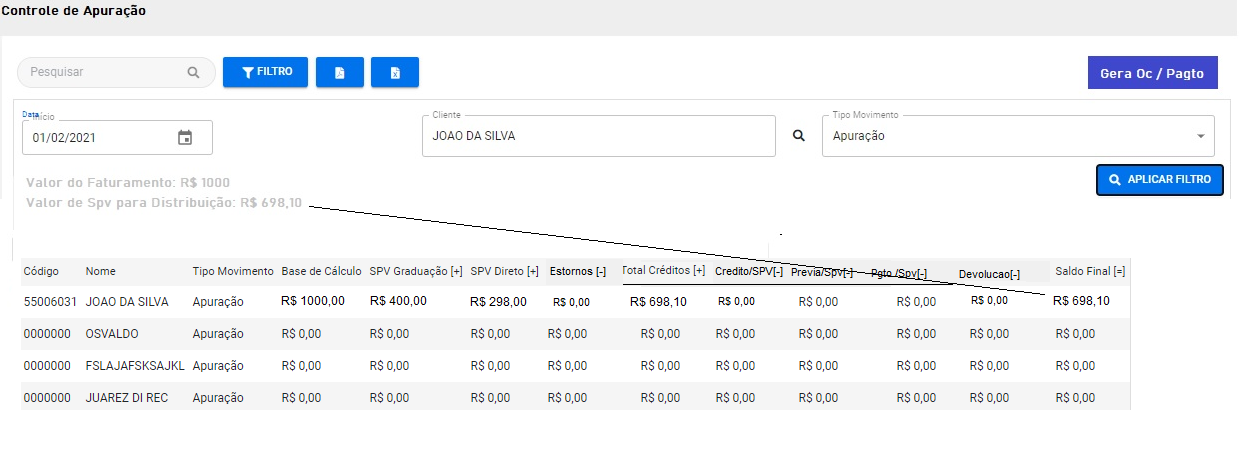 Controle de Apuração
Pesquisar FILTRO Gera Oc / Pagto
Data Início Cliente Tipo Movimento
01/02/2021 JOAO DA SILVA Apuração
Valor do Faturamento: R$ 1000 APLICAR FILTRO
Valor de Spv para Distribuição: R$ 698,10
Código Nome Tipo Movimento Base de Cálculo SPV Graduação [+] SPV Direto [+] Estornos [-] Total Créditos [+] Credito/SPV[-] Previa/Spv[-] Pgto /Spv[-] Devolucao[-] Saldo Final [=]
55006031 JOAO DA SILVA Apuração R$ 1000,00 R$ 400,00 R$ 298,00 R$ 0,00 R$ 698,10 R$ 0,00 R$ 0,00 R$ 0,00 R$ 0,00 R$ 698,10
0000000 OSVALDO Apuração R$ 0,00 R$ 0,00 R$ 0,00 R$ 0,00 R$ 0,00 R$ 0,00 R$ 0,00 R$ 0,00 R$ 0,00 R$ 0,00
0000000 FSLAJAFSKSAJKL Apuração R$ 0,00 R$ 0,00 R$ 0,00 R$ 0,00 R$ 0,00 R$ 0,00 R$ 0,00 R$ 0,00 R$ 0,00 R$ 0,00
0000000 JUAREZ DI REC Apuração R$ 0,00 R$ 0,00 R$ 0,00 R$ 0,00 R$ 0,00 R$ 0,00 R$ 0,00 R$ 0,00 R$ 0,00 R$ 0,00